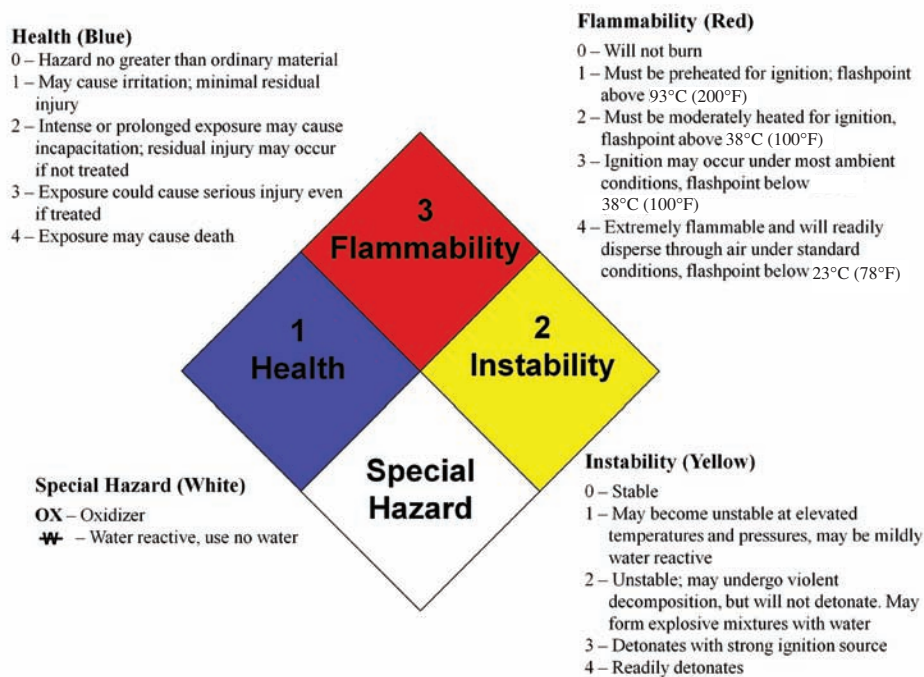 Health (Blue)
0 – Hazard no greater than ordinary material
1 – May cause irritation; minimal residual
injury
2 – Intense or prolonged exposure may cause
incapacitation; residual injury may occur
if not treated
3 – Exposure could cause serious injury even
if treated
4 – Exposure may cause death
Flammability (Red)
0 – Will not burn
1 – Must be preheated for ignition; flashpoint
above 93°C (200°F)
2 – Must be moderately heated for ignition,
flashpoint above 38°C (100°F)
3 – Ignition may occur under most ambient
conditions, flashpoint below
38°C (100°F)
4 – Extremely flammable and will readily
disperse through air under standard
conditions, flashpoint below 23°C (78°F)
3
Flammability
1
Health
2
Instability
Special
Hazard
Special Hazard (White)
OX – Oxidizer
W – Water reactive, use no water
Instability (Yellow)
0 – Stable
1 – May become unstable at elevated
temperatures and pressures, may be mildly
water reactive
2 – Unstable; may undergo violent
decomposition, but will not detonate. May
form explosive mixtures with water
3 – Detonates with strong ignition source
4 – Readily detonates